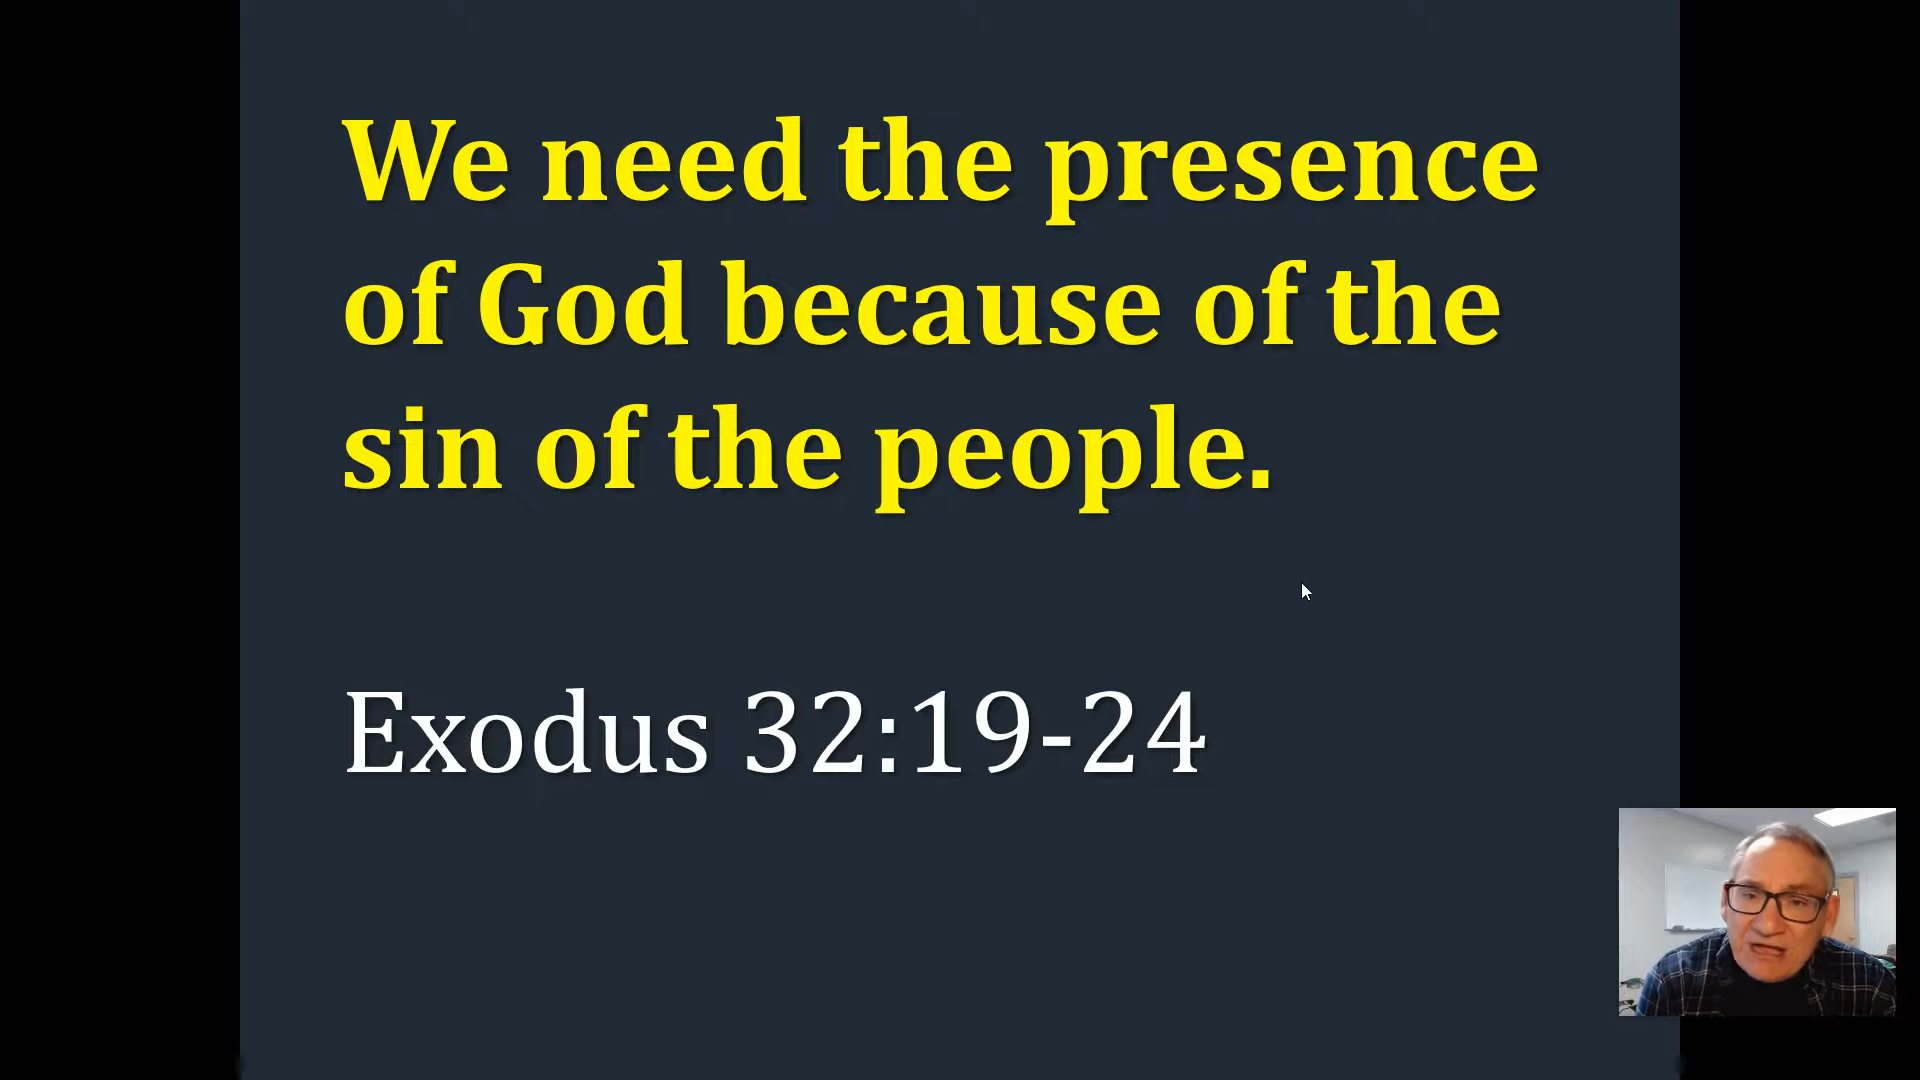 We need the presence
of God because of the
sin of the people.
Exodus 32:19-24